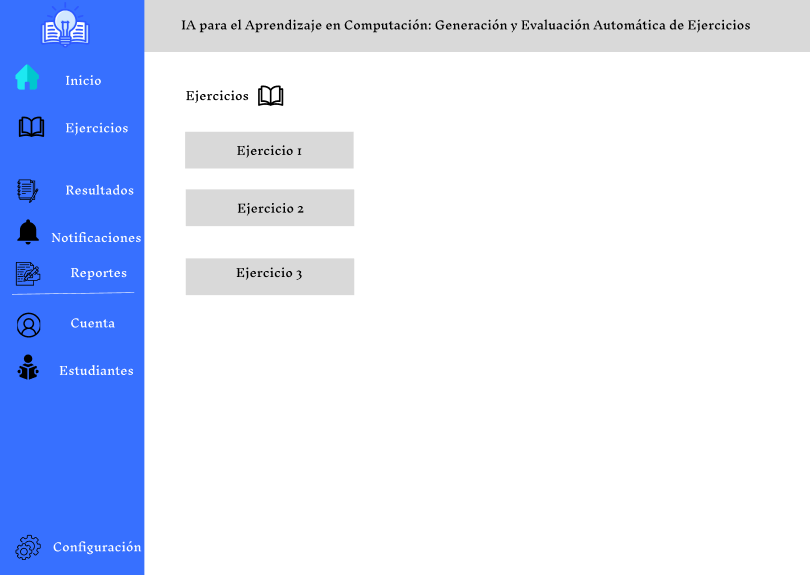 IA para el Aprendizaje en Computación: Generación y Evaluación Automática de Ejercicios
Inicio
Ejercicios
Resultados
Notificaciones
Reportes
Cuenta
Estudiantes
Configuración
Ejercicios
Ejercicio 1
Ejercicio 2
Ejercicio 3